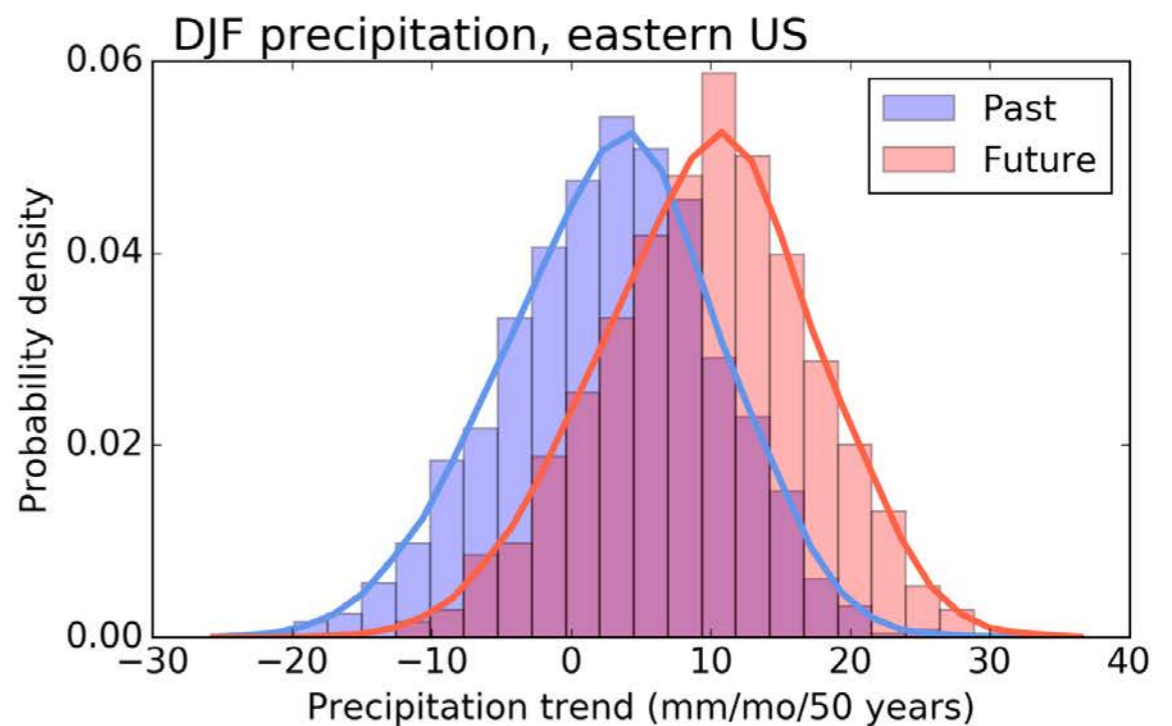 DJF precipitation, eastern US
0.06
0.04
0.02
0.00
Probability density
Past
Future
−30 −20 −10 0 10 20 30 40
Precipitation trend (mm/mo/50 years)